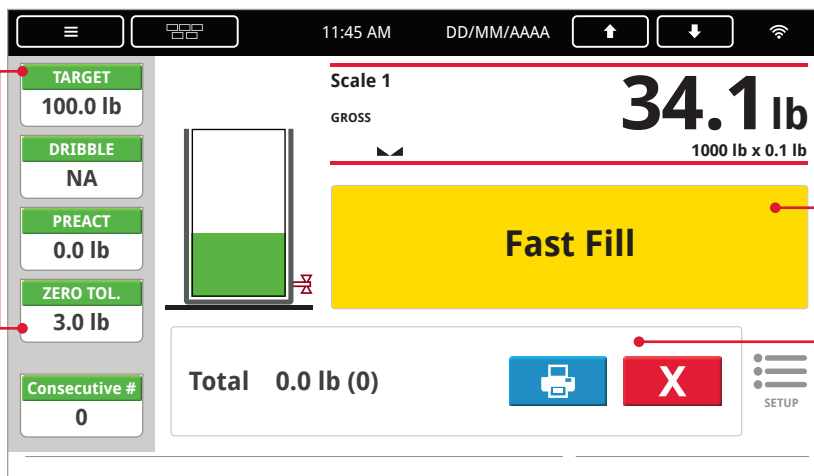 11:45 AM DD/MM/AAAA
TARGET
100.0 lb
DRIBBLE
NA
PREACT
0.0 lb
ZERO TOL.
3.0 lb
Consecutive #
0
Scale 1
GROSS
34.1 lb
1000 lb x 0.1 lb
Fast Fill
Total 0.0 lb (0)
X
SETUP